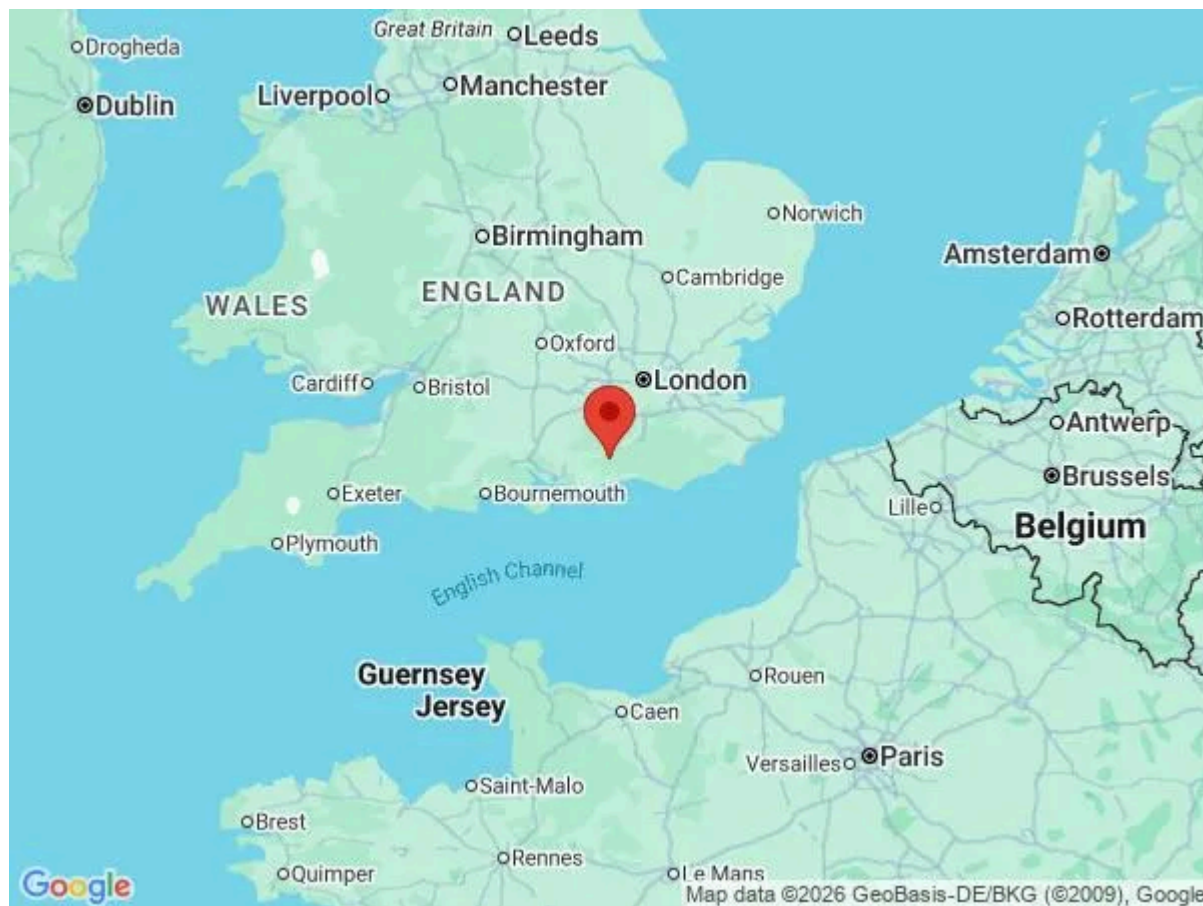 Great Britain
Leeds
Drogheda
Manchester
Liverpool
Dublin
Norwich
Birmingham
Amsterdam
Cambridge
ENGLAND
WALES
Rotterdam
Oxford
London
Cardiff
Bristol
Antwerp
Brussels
Exeter
Bournemouth
Lille
Belgium
Plymouth
English Channel
Guernsey
Rouen
Jersey
Caen
Paris
Versailles
Saint-Malo
Brest
Rennes
Quimper
Le Mans
Google
Map data ©2026 GeoBasis-DE/BKG (©2009), Google